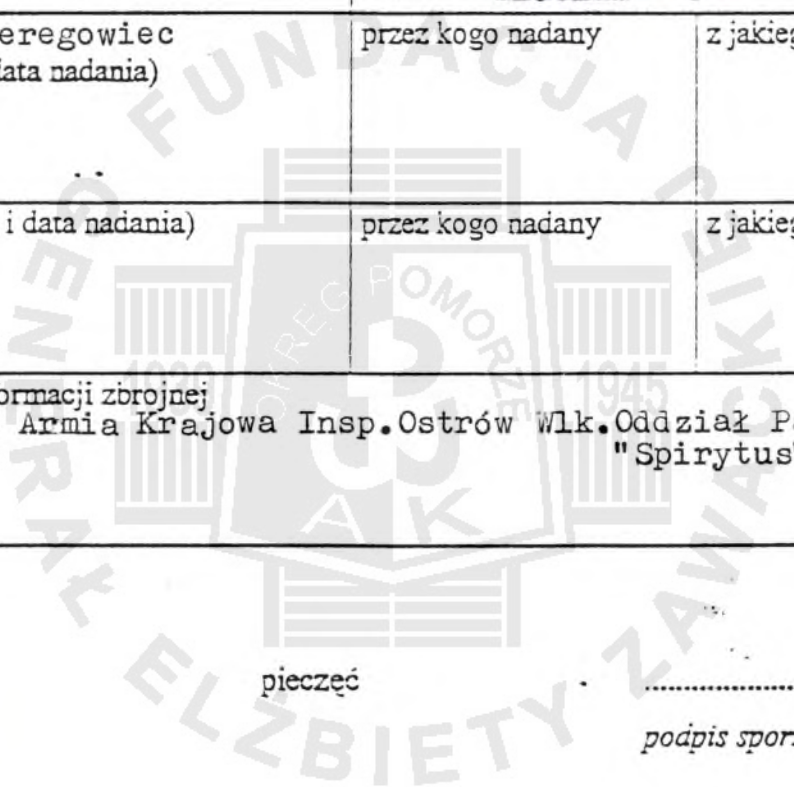 eregowiec przez kogo nadany z jakieg
data nadania)
i data nadania) przez kogo nadany z jakieg
ormacji zbrojnej
Armia Krajowa Insp.Ostrów Wlk.Oddział Pa
"Spirytus"
pieczęć
podpis spor
FUNDACJA GENERAŁ ELŻBIETY ZAWACKIEJ
OKRĘG POMORZE
1939 1945
AK